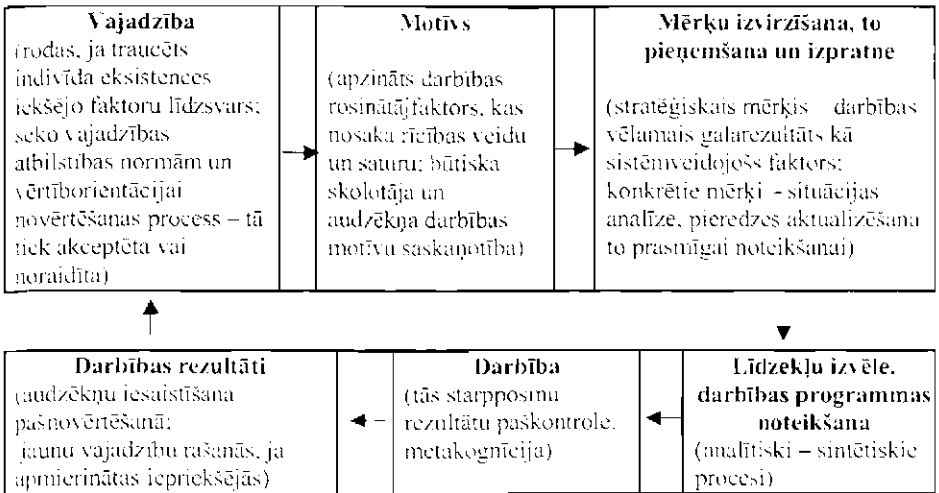 Vajadzība
(rodas, ja traucēts
indivīda eksistences
iekšējo faktoru līdzsvars;
seko vajadzības
atbilstības normām un
vērtīborientācijai
novērtēšanas process – tā
tiek akceptēta vai
noraidīta)
Motīvs
(apzināts darbības
rosinātājfaktors, kas
nosaka rīcības veidu
un saturu; būtiska
skolotāja un
audzēkņa darbības
motīvu saskaņotība)
Mērķu izvirzīšana, to
pieņemšana un izpratne
(stratēģiskais mērķis – darbības
vēlamais galarezultāts kā
sistēmveidojošs faktors;
konkrētie mērķi - situācijas
analīze, pieredzes aktualizēšana
to prasmīgai noteikšanai)
Darbības rezultāti
(audzēkņu iesaistīšana
pašnovērtēšanā;
jaunu vajadzību rašanās, ja
apmierinātas iepriekšējās)
Darbība
(tās starpposmu
rezultātu paškontrole,
metakognīcija)
Līdzekļu izvēle,
darbības programmas
noteikšana
(analītiski – sintētiskie
procesi)